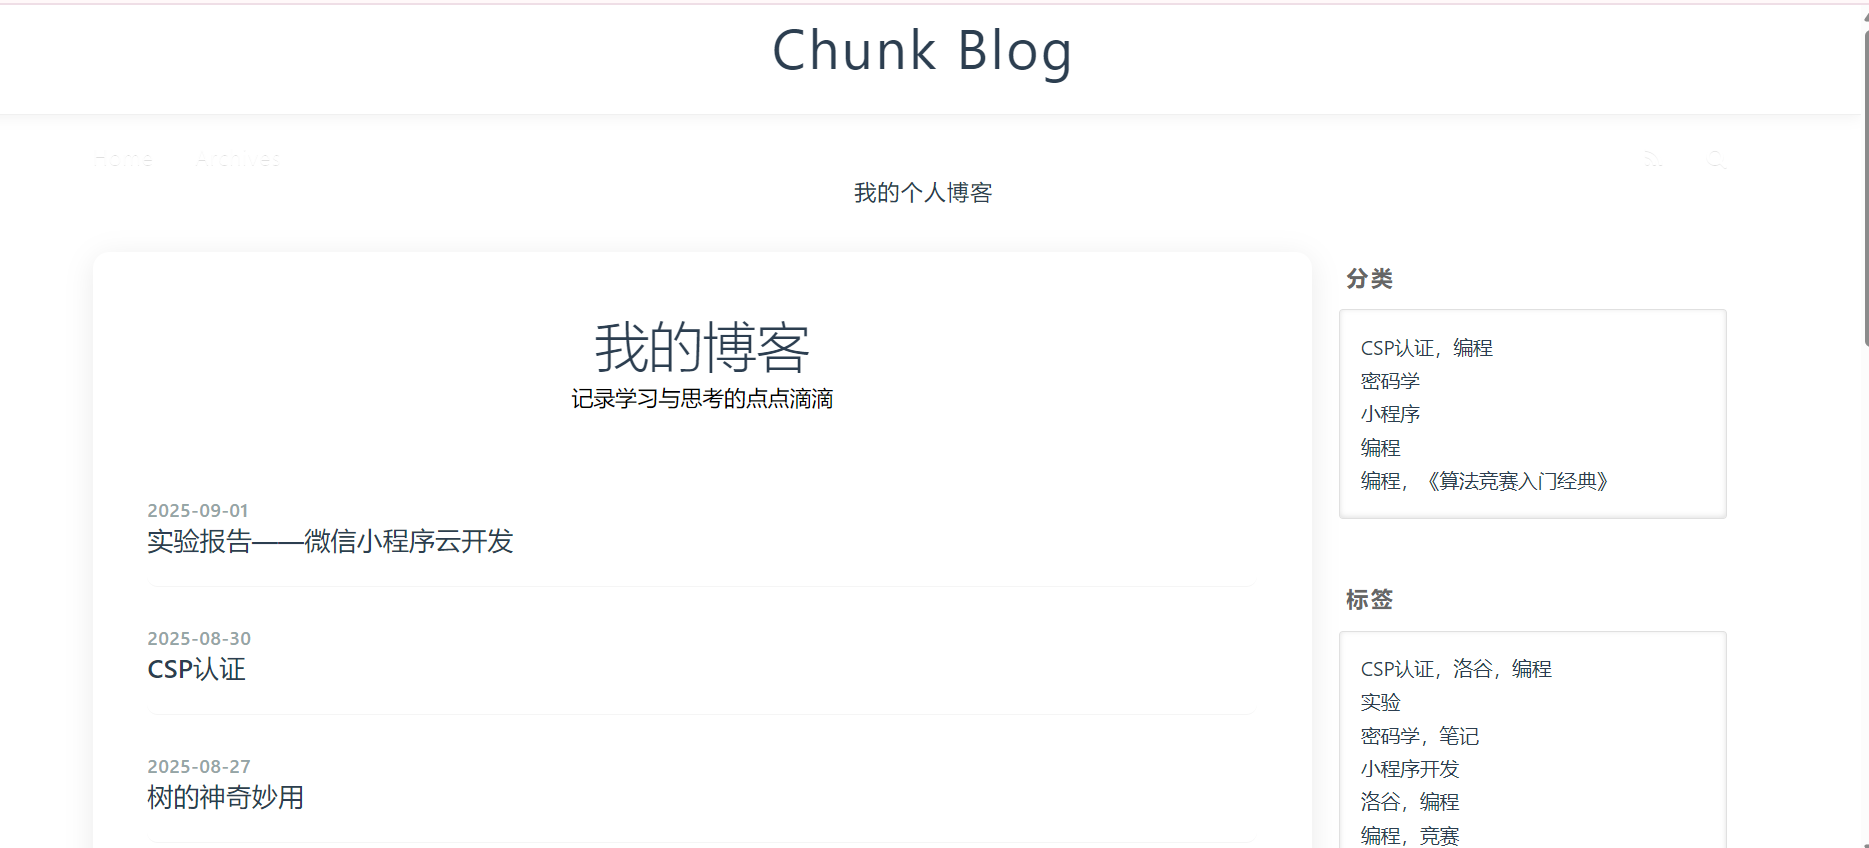 Chunk Blog
Home Archives
我的个人博客
我的博客
记录学习与思考的点点滴滴
2025-09-01
实验报告——微信小程序云开发
2025-08-30
CSP认证
2025-08-27
树的神奇妙用
分类
CSP认证，编程
密码学
小程序
编程
编程，《算法竞赛入门经典》
标签
CSP认证，洛谷，编程
实验
密码学，笔记
小程序开发
洛谷，编程
编程，竞赛